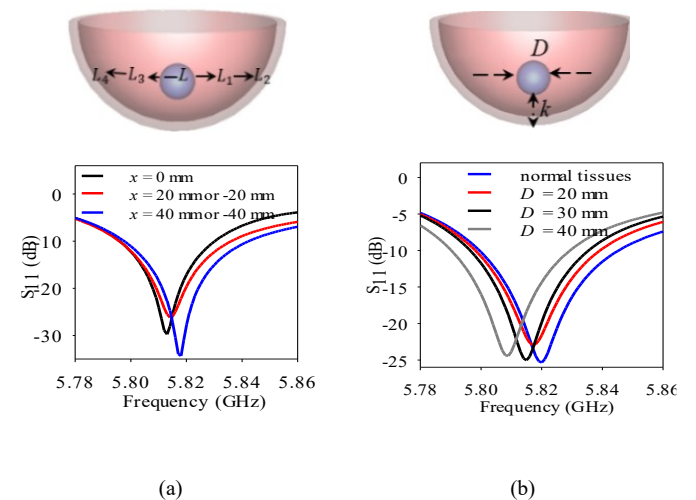 L₄ L₃ L L₁ L₂
x = 0 mm
x = 20 mmor -20 mm
x = 40 mmor -40 mm
S11 (dB)
0
10
20
-30
5.78 5.80 5.82 5.84 5.86
Frequency (GHz)
(a)
D
k
normal tissues
D = 20 mm
D = 30 mm
D = 40 mm
S11 (dB)
0
-5
-10
-15
-20
-25
5.78 5.80 5.82 5.84 5.86
Frequency (GHz)
(b)